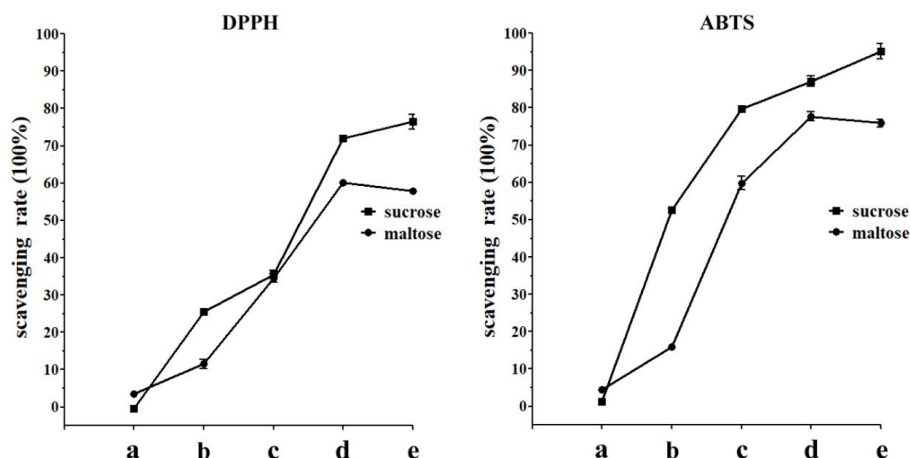 DPPH
scavenging rate (100%)
100
90
80
70
60
50
40
30
20
10
0
a b c d e
sucrose
maltose
ABTS
scavenging rate (100%)
100
90
80
70
60
50
40
30
20
10
0
a b c d e
sucrose
maltose